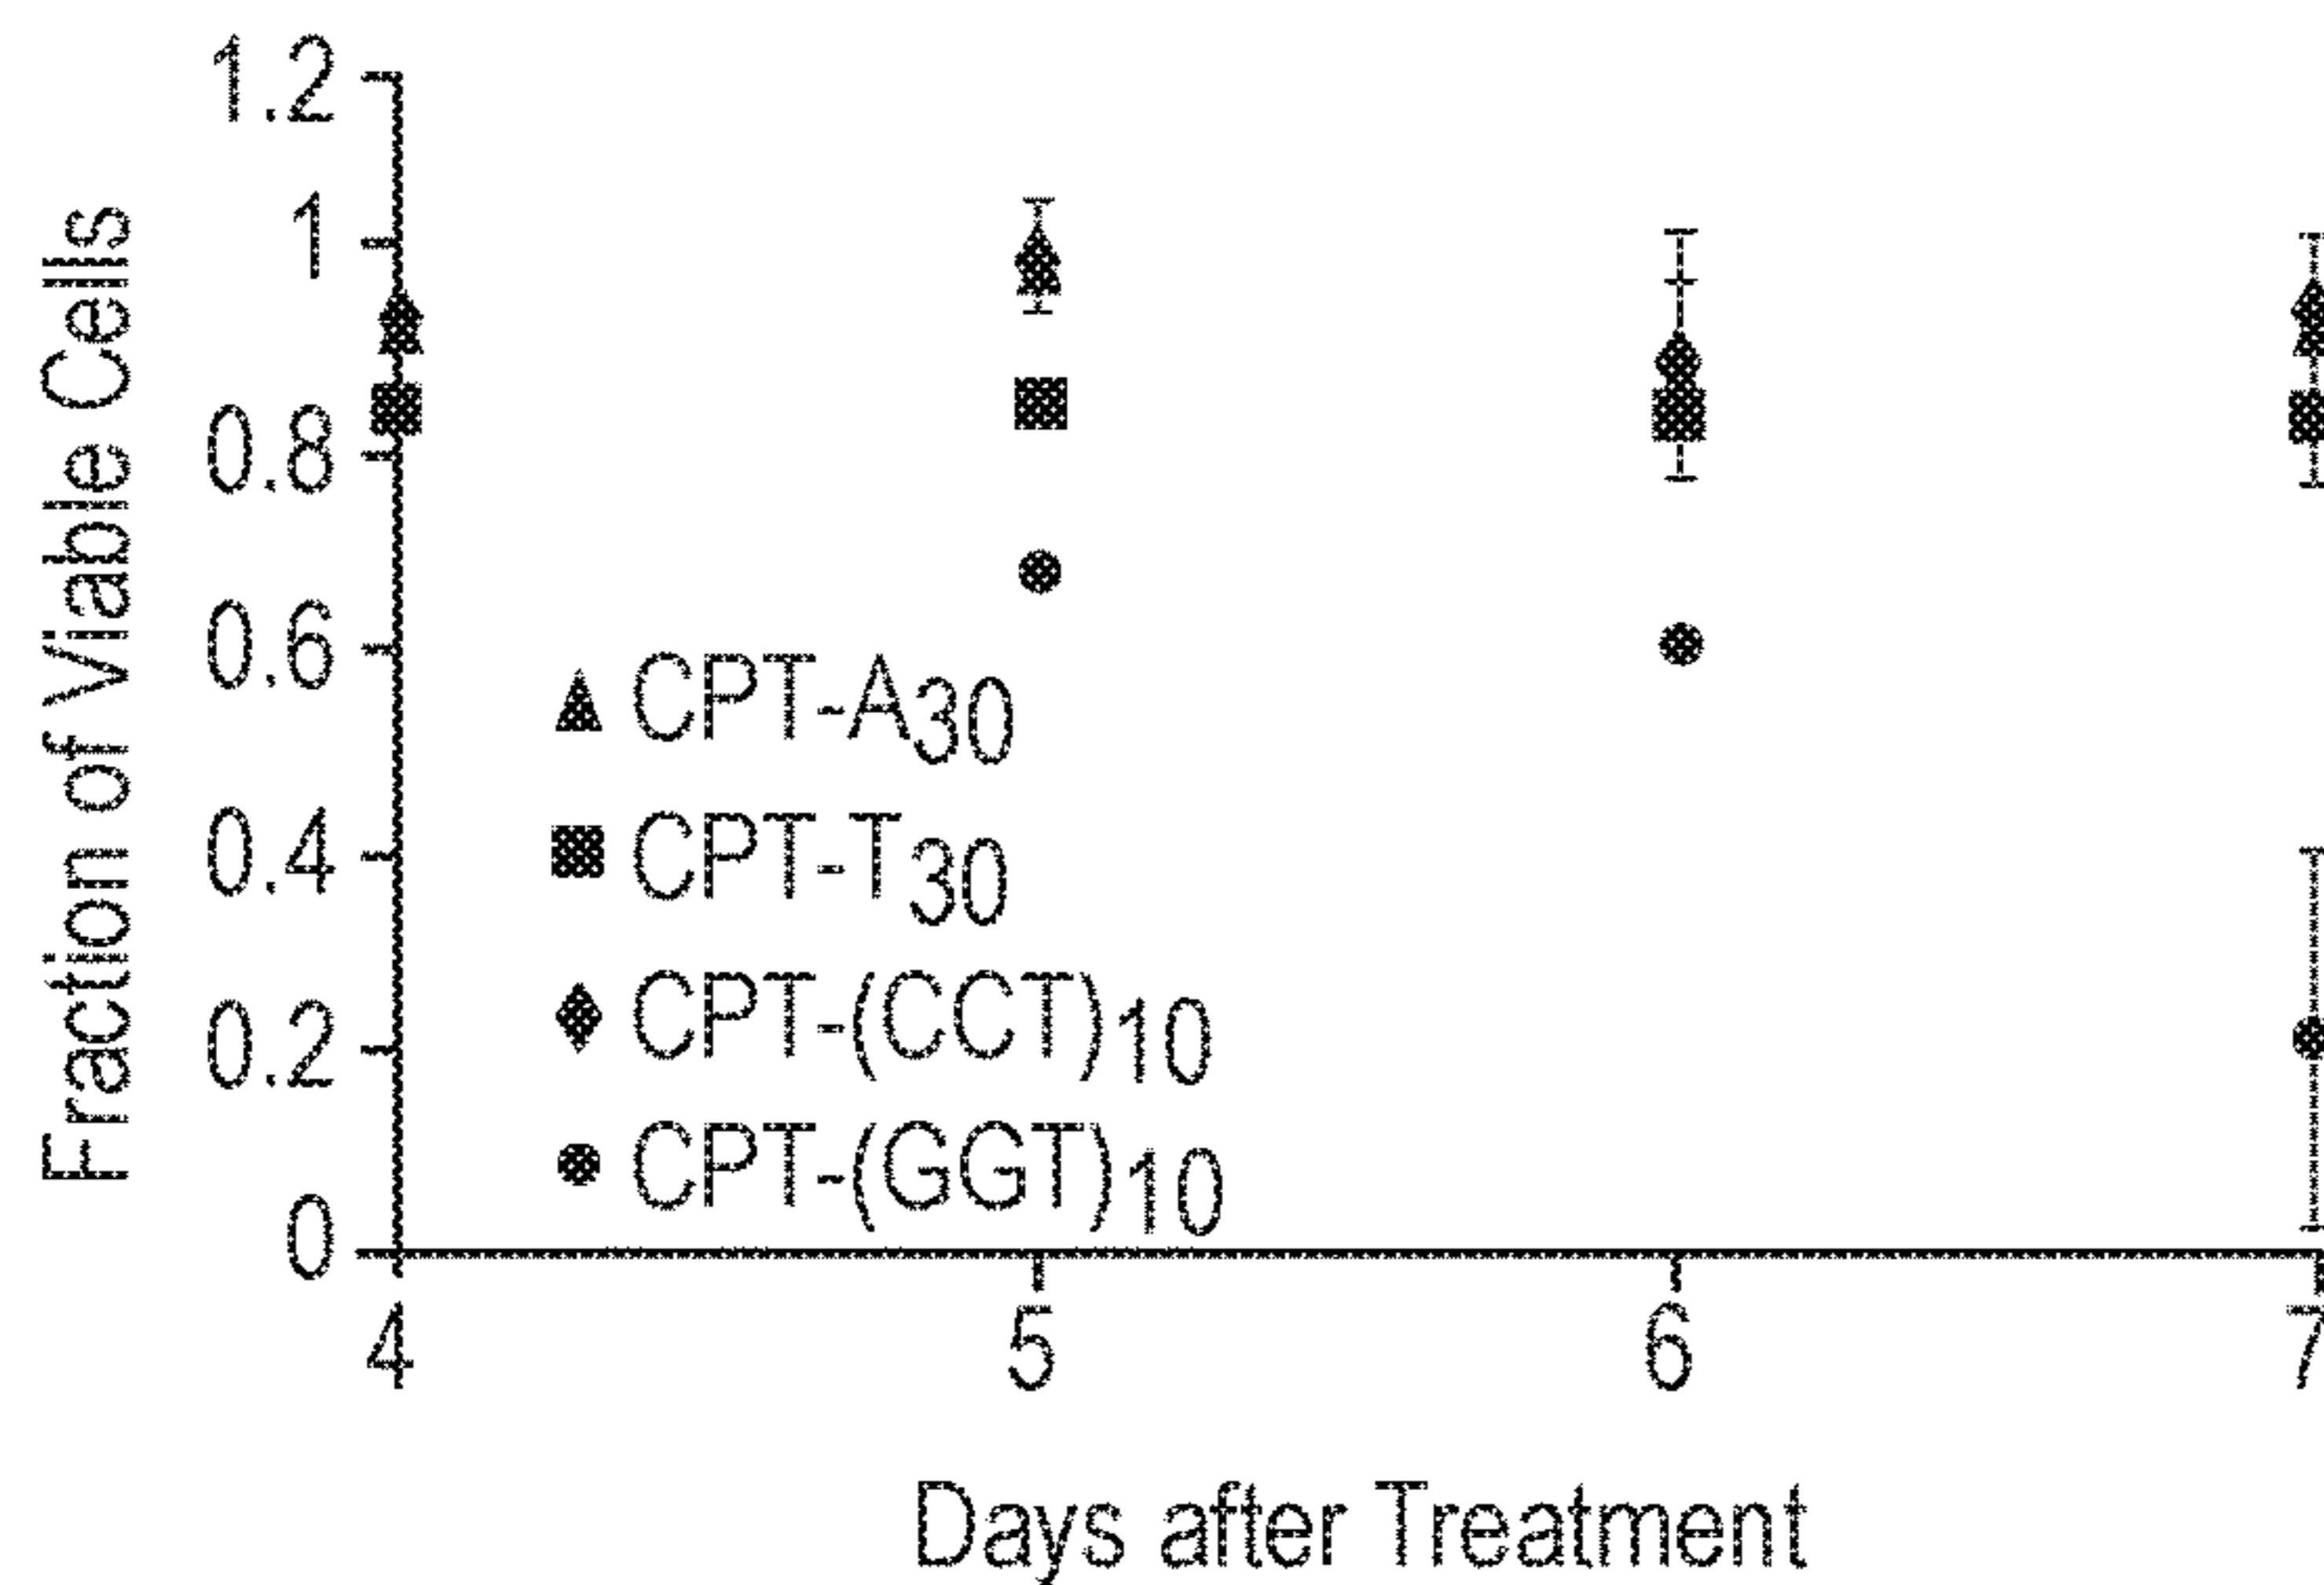 Fraction of Viable Cells
1.2
1
0.8
0.6
0.4
0.2
0
CPT-A30
CPT-T30
CPT-(CCT)10
CPT-(GGT)10
4 5 6 7
Days after Treatment